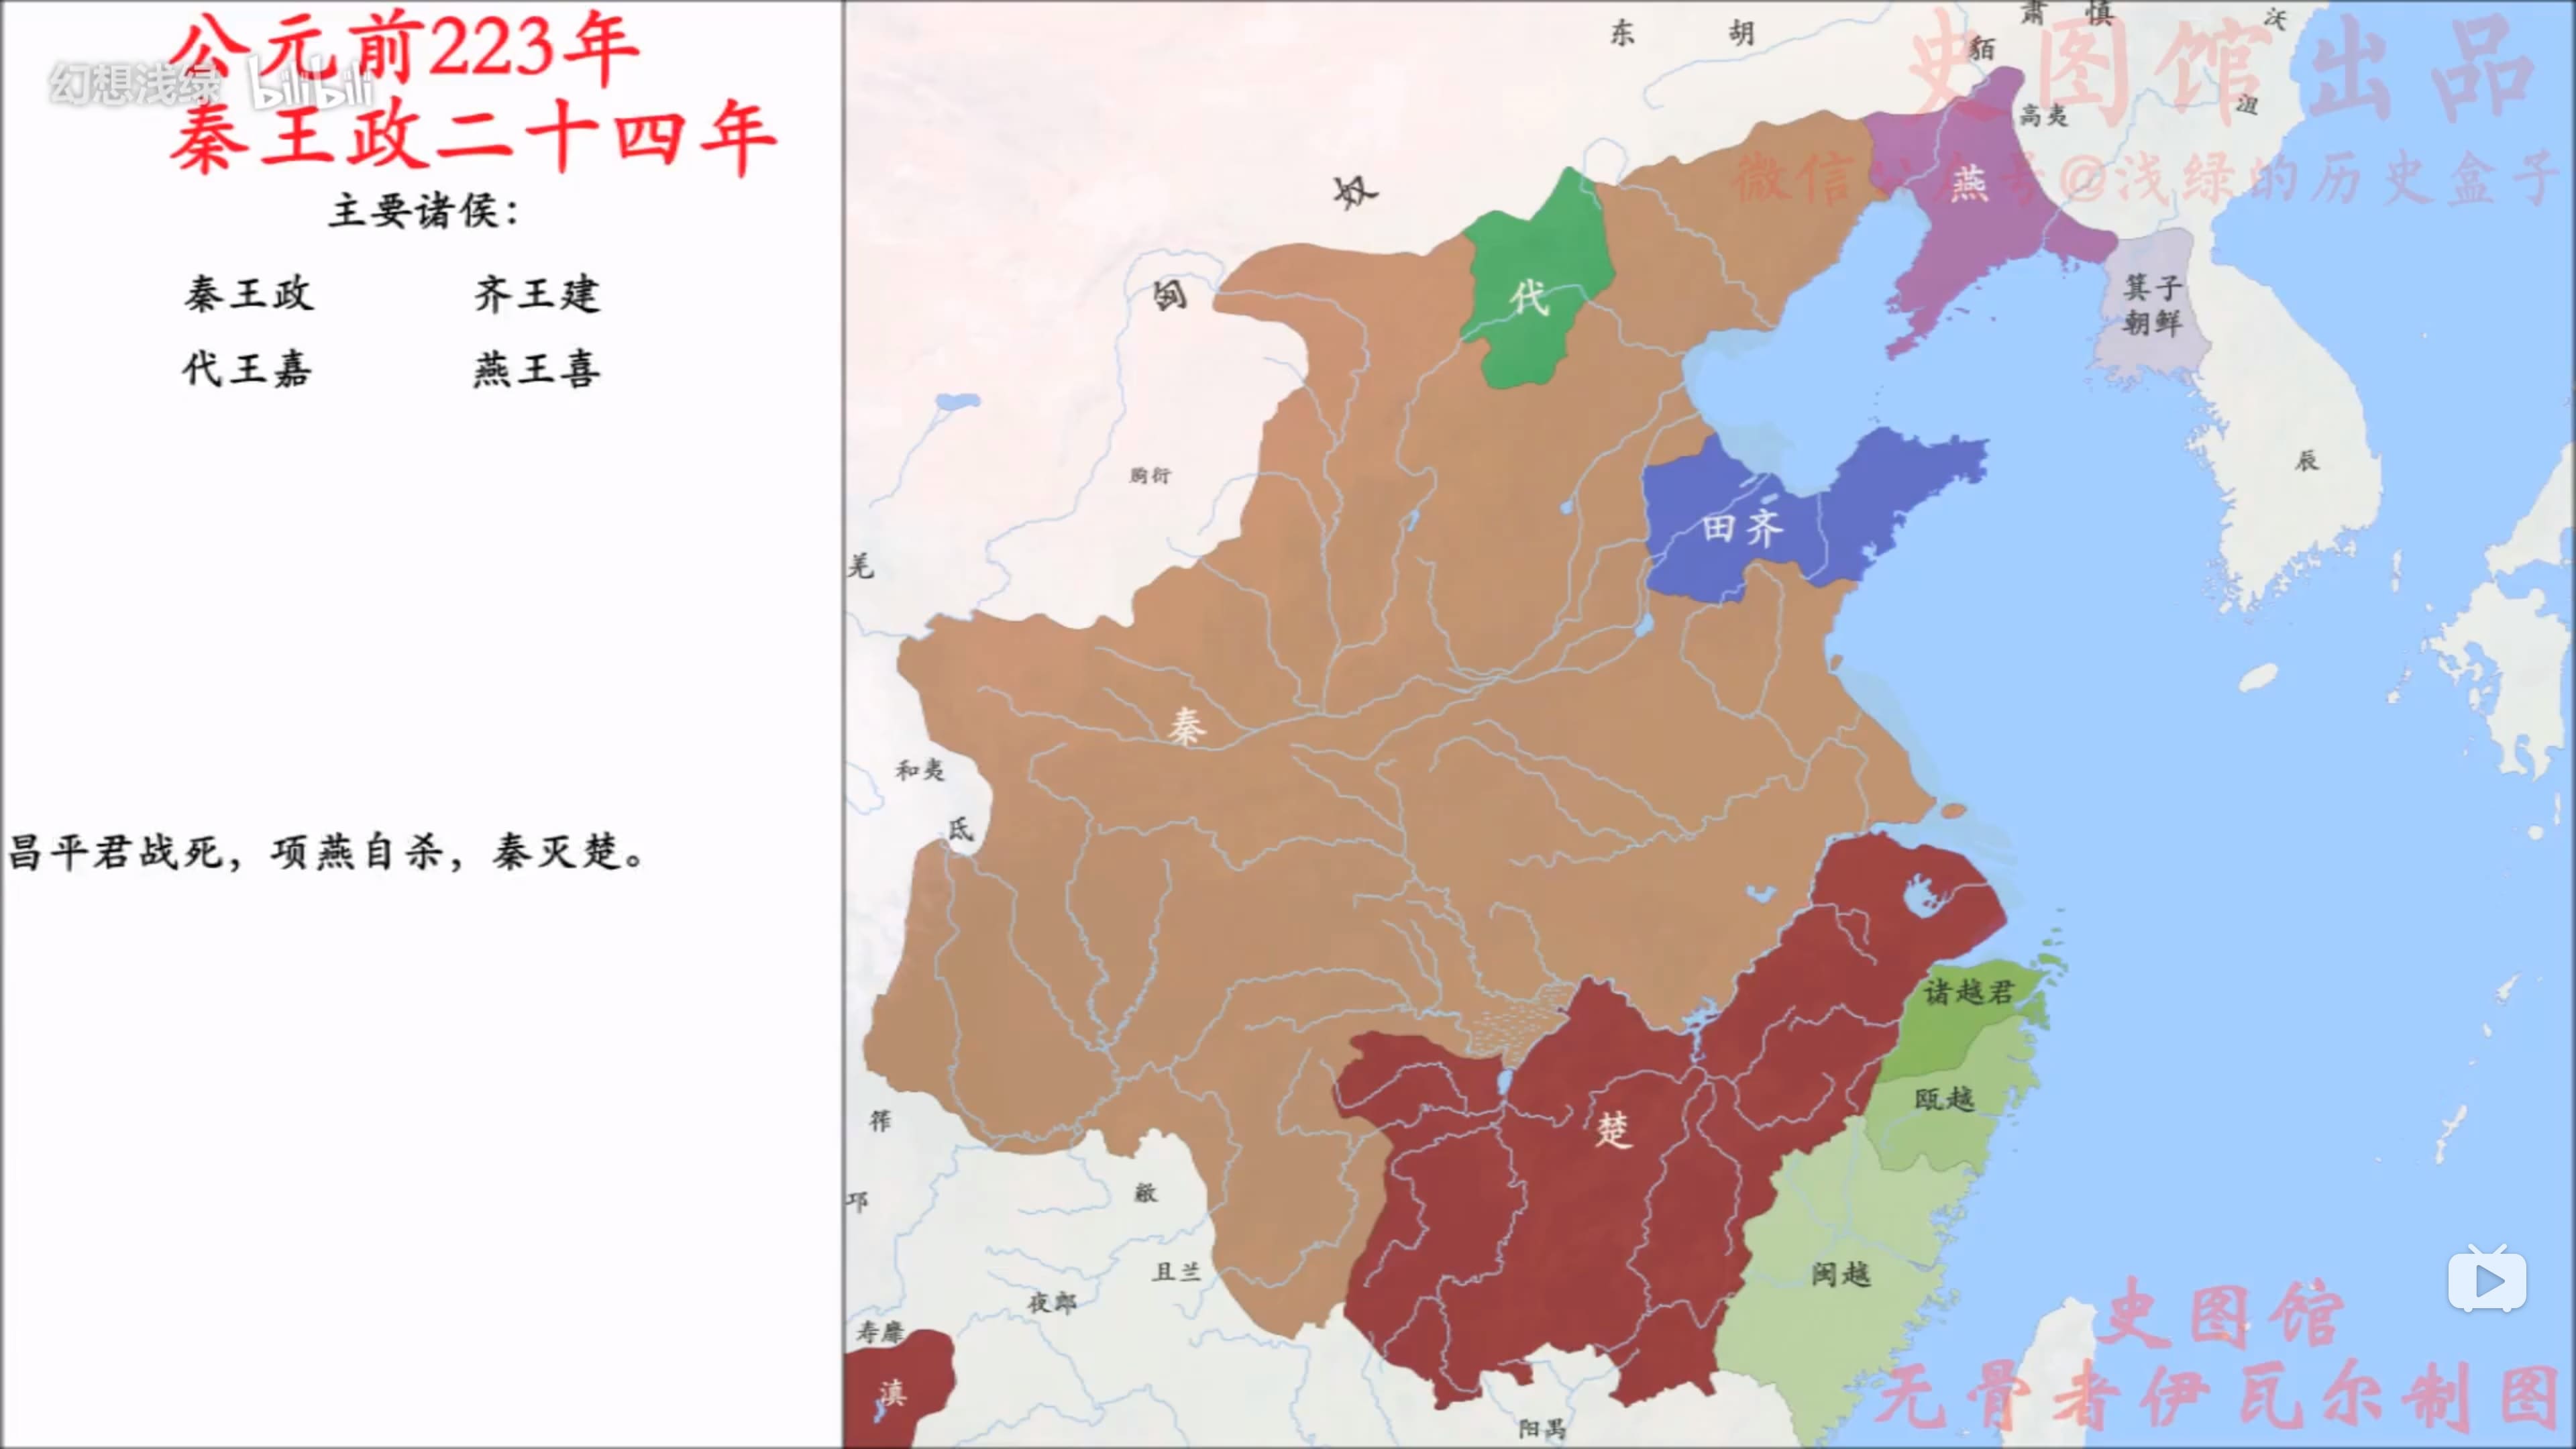 公元前223年
幻想浅绿 bilibili
秦王政二十四年
主要诸侯：
秦王政 齐王建
代王嘉 燕王喜
昌平君战死，项燕自杀，秦灭楚。
史图馆出品
微信公众号@浅绿的历史盒子
东 胡
肃 慎
沃
貊
沮
高夷
燕
奴
匈
代
箕子
朝鲜
朐衍
辰
田齐
羌
秦
和夷
氐
诸越君
瓯越
楚
筰
邛
敝
且兰
夜郎
闽越
寿靡
滇
阳禺
史图馆
无骨者伊瓦尔制图